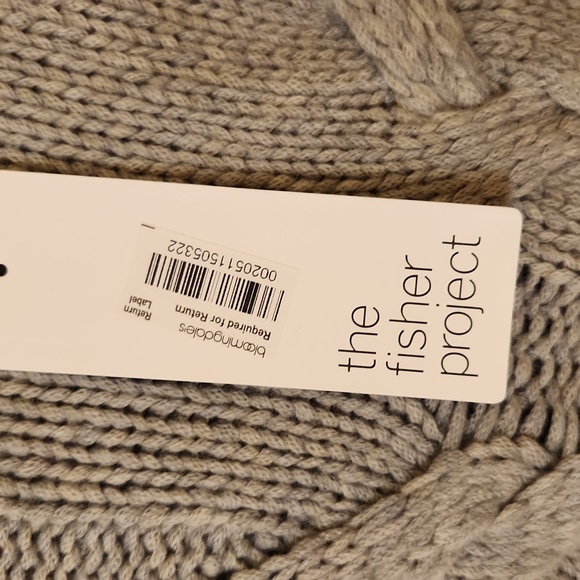 the
fisher
project
bloomingdale's
Required for Return
Return
Label
0020511505322